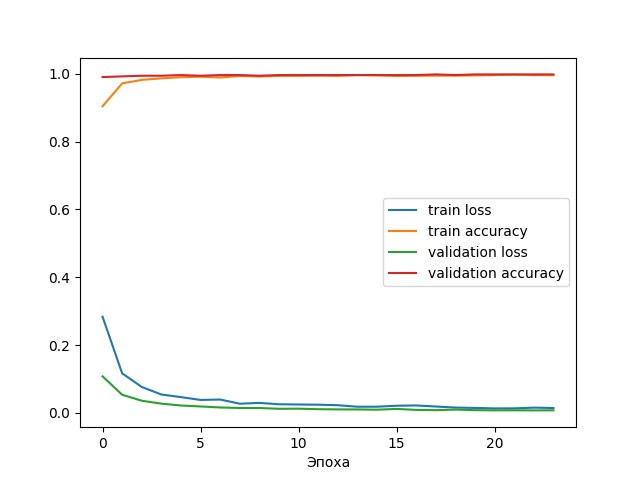 1.0
0.8
0.6
0.4
0.2
0.0
train loss
train accuracy
validation loss
validation accuracy
0 5 10 15 20
Эпоха